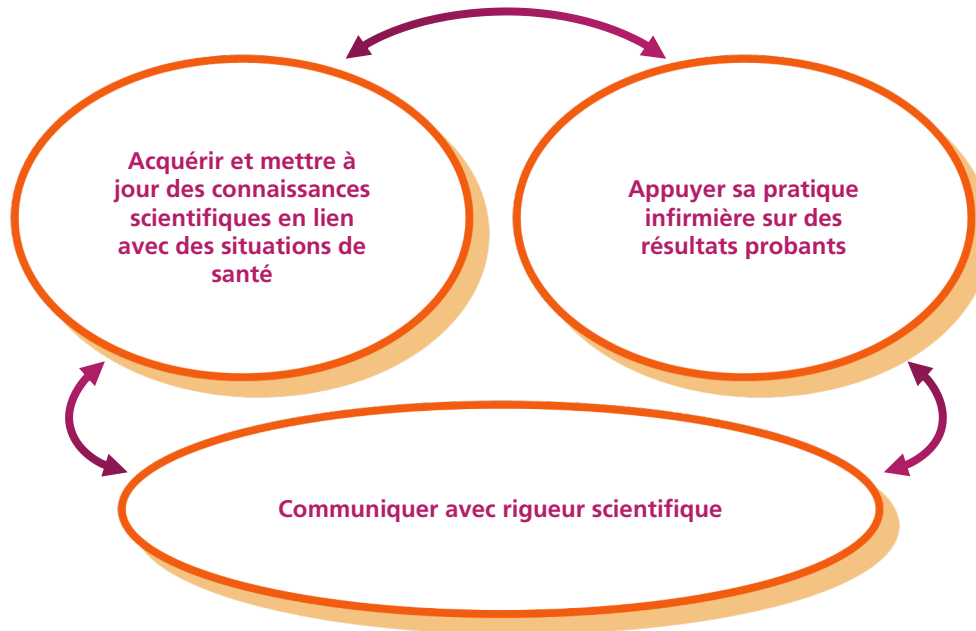 Acquérir et mettre à
jour des connaissances
scientifiques en lien
avec des situations de
santé
Appuyer sa pratique
infirmière sur des
résultats probants
Communiquer avec rigueur scientifique